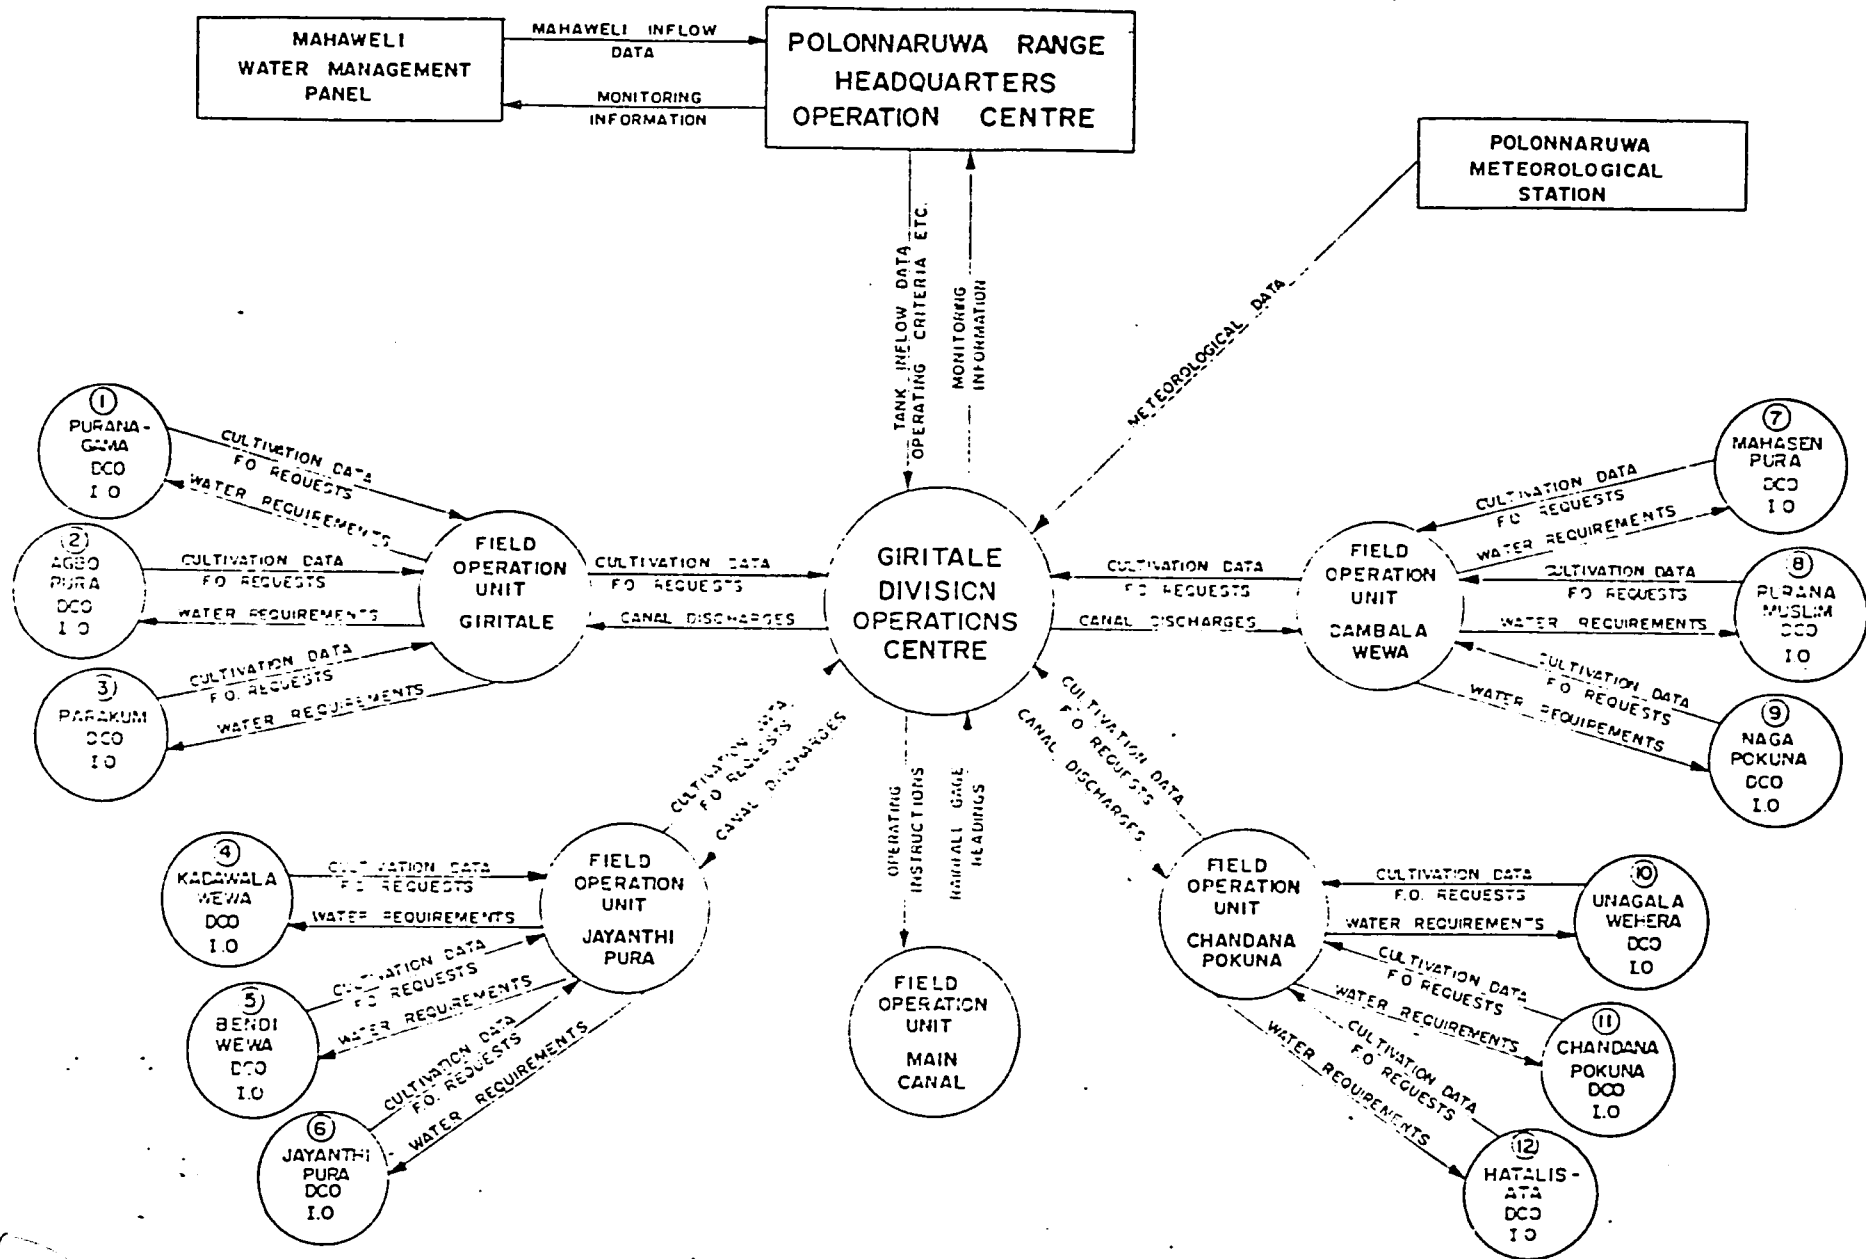 MAHAWELI
WATER MANAGEMENT
PANEL
MAHAWELI INFLOW
DATA
MONITORING
INFORMATION
POLONNARUWA RANGE
HEADQUARTERS
OPERATION CENTRE
POLONNARUWA
METEOROLOGICAL
STATION
TANK INFLOW DATA
OPERATING CRITERIA ETC.
MONITORING
INFORMATION
METEOROLOGICAL DATA
1
PURANA-
GAMA
DCO
I.O
CULTIVATION DATA
F.O. REQUESTS
WATER REQUIREMENTS
2
AGBO
PURA
DCO
I.O
CULTIVATION DATA
F.O REQUESTS
WATER REQUIREMENTS
3
PARAKUM
DCO
I.O
CULTIVATION DATA
F.O. REQUESTS
WATER REQUIREMENTS
FIELD
OPERATION
UNIT
GIRITALE
CULTIVATION DATA
F.O REQUESTS
CANAL DISCHARGES
GIRITALE
DIVISION
OPERATIONS
CENTRE
CULTIVATION DATA
F.O REQUESTS
CANAL DISCHARGES
FIELD
OPERATION
UNIT
DAMBALA
WEWA
CULTIVATION DATA
F.O REQUESTS
WATER REQUIREMENTS
7
MAHASEN
PURA
DCO
I.O
CULTIVATION DATA
F.O REQUESTS
WATER REQUIREMENTS
8
PURANA
MUSLIM
DCO
I.O
CULTIVATION DATA
F.O REQUESTS
WATER REQUIREMENTS
9
NAGA
POKUNA
DCO
I.O
CULTIVATION DATA
F.O REQUESTS
CANAL DISCHARGES
OPERATING
INSTRUCTIONS
RAINFALL GAGE
READINGS
CULTIVATION DATA
F.O REQUESTS
CANAL DISCHARGES
4
KADAWALA
WEWA
DCO
I.O
CULTIVATION DATA
F.O REQUESTS
WATER REQUIREMENTS
5
BENDI
WEWA
DCO
I.O
CULTIVATION DATA
F.O REQUESTS
WATER REQUIREMENTS
6
JAYANTHI
PURA
DCO
I.O
CULTIVATION DATA
F.O. REQUESTS
WATER REQUIREMENTS
FIELD
OPERATION
UNIT
JAYANTHI
PURA
FIELD
OPERATION
UNIT
MAIN
CANAL
FIELD
OPERATION
UNIT
CHANDANA
POKUNA
CULTIVATION DATA
F.O. REQUESTS
WATER REQUIREMENTS
10
UNAGALA
WEHERA
DCO
I.O
CULTIVATION DATA
F.O REQUESTS
WATER REQUIREMENTS
11
CHANDANA
POKUNA
DCO
I.O
CULTIVATION DATA
F.O. REQUESTS
WATER REQUIREMENTS
12
HATALIS-
ATA
DCO
I.O